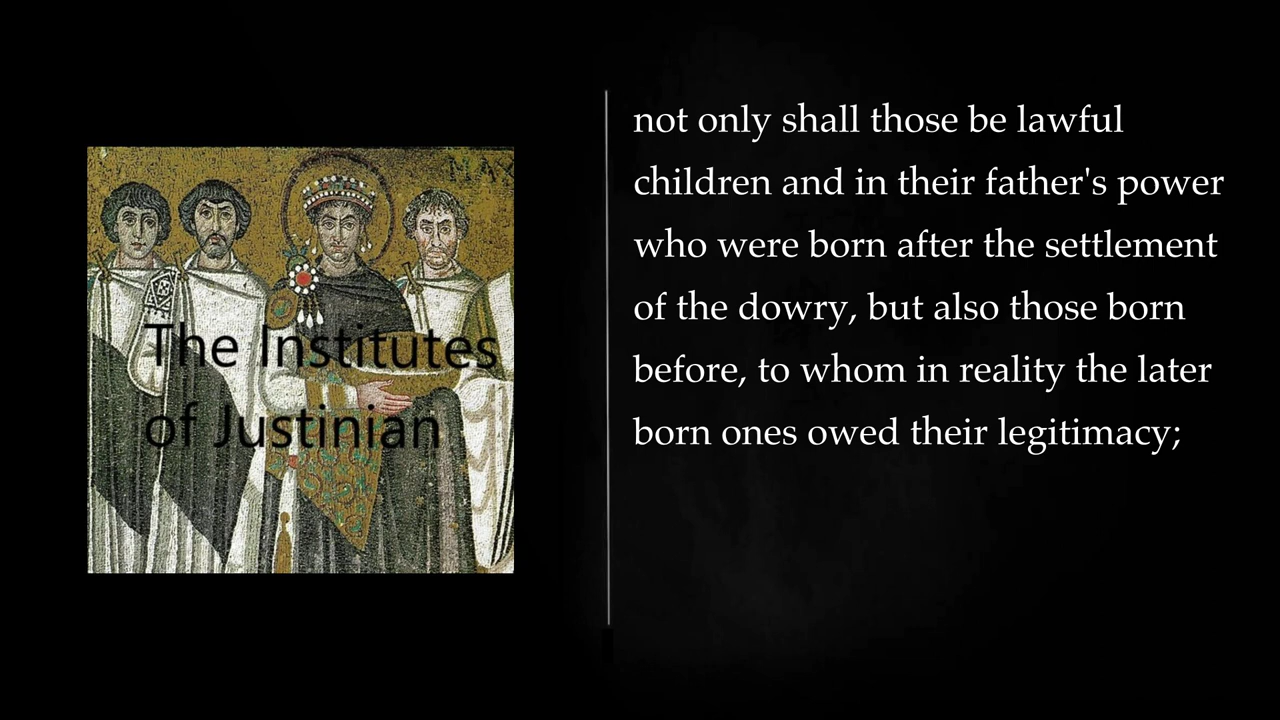 MAX
The Institutes
of Justinian
not only shall those be lawful
children and in their father's power
who were born after the settlement
of the dowry, but also those born
before, to whom in reality the later
born ones owed their legitimacy;